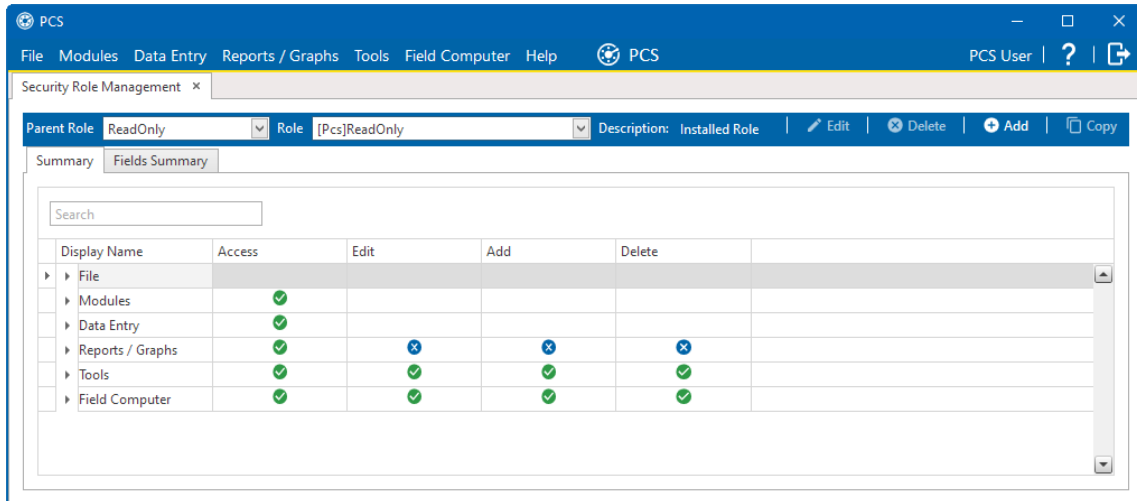 PCS
File Modules Data Entry Reports / Graphs Tools Field Computer Help PCS PCS User | ? |
Security Role Management ×
Parent Role ReadOnly Role [Pcs]ReadOnly Description: Installed Role | Edit | Delete | Add | Copy
Summary Fields Summary
Search
Display Name Access Edit Add Delete
File
Modules
Data Entry
Reports / Graphs
Tools
Field Computer